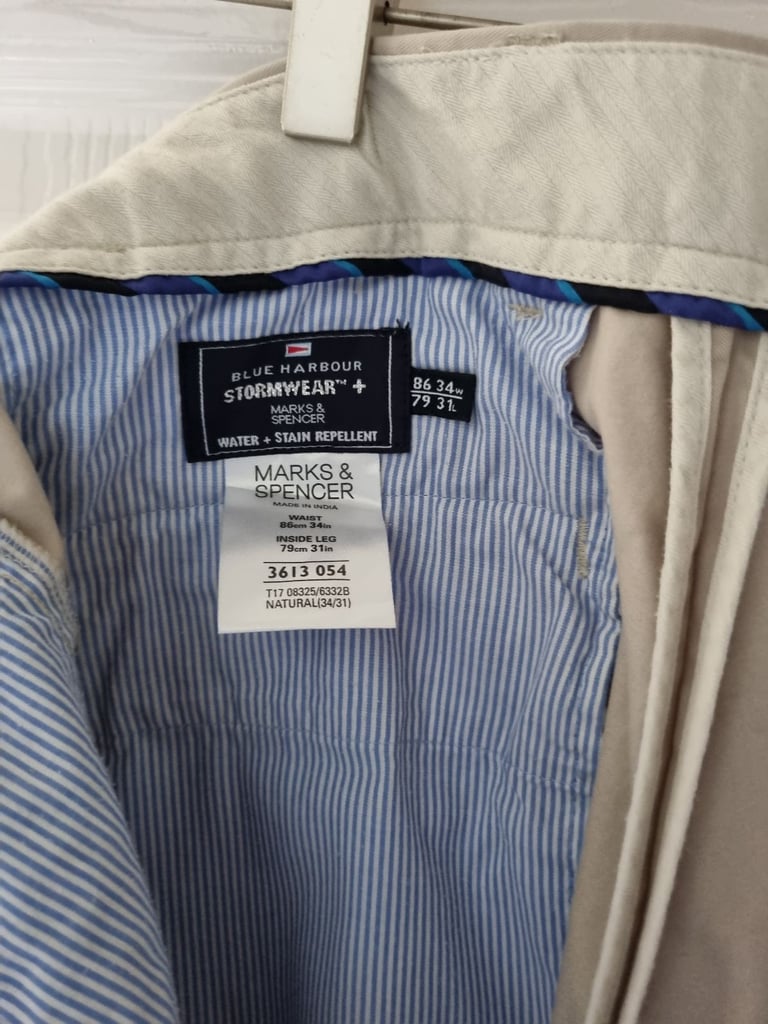 BLUE HARBOUR
STORMWEAR™ +
MARKS &
SPENCER
WATER + STAIN REPELLENT
86 34W
79 31L
MARKS &
SPENCER
MADE IN INDIA
WAIST
86cm 34in
INSIDE LEG
79cm 31in
3613 054
T17 08325/6332B
NATURAL(34/31)